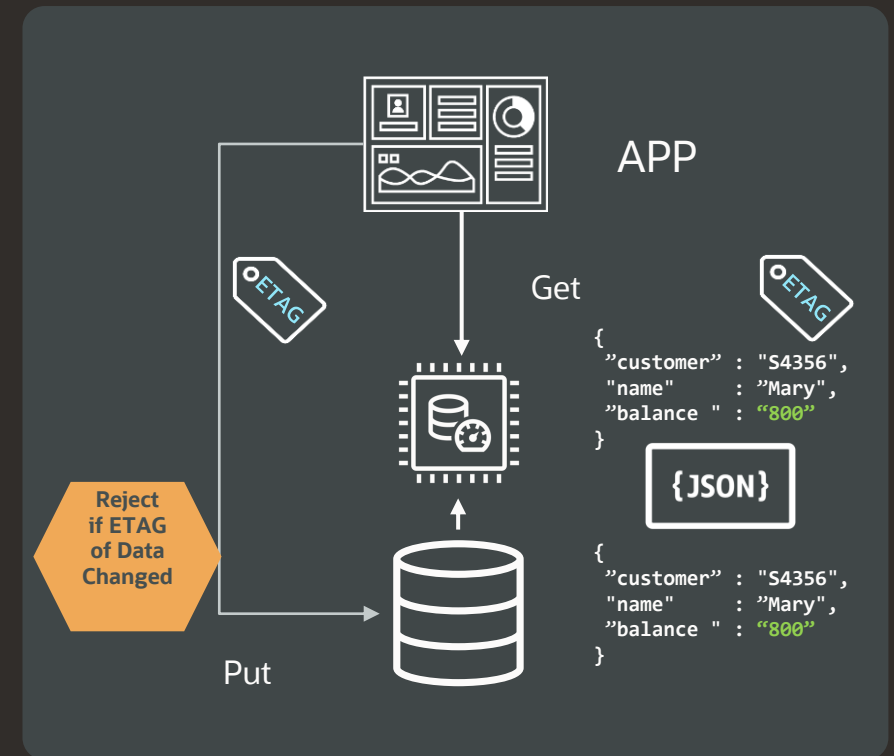 APP
ETAG
Get
ETAG
{
”customer” : "S4356",
"name" : ”Mary",
”balance " : “800”
}
{JSON}
Reject
if ETAG
of Data
Changed
{
”customer” : "S4356",
"name" : ”Mary",
”balance " : “800”
}
Put